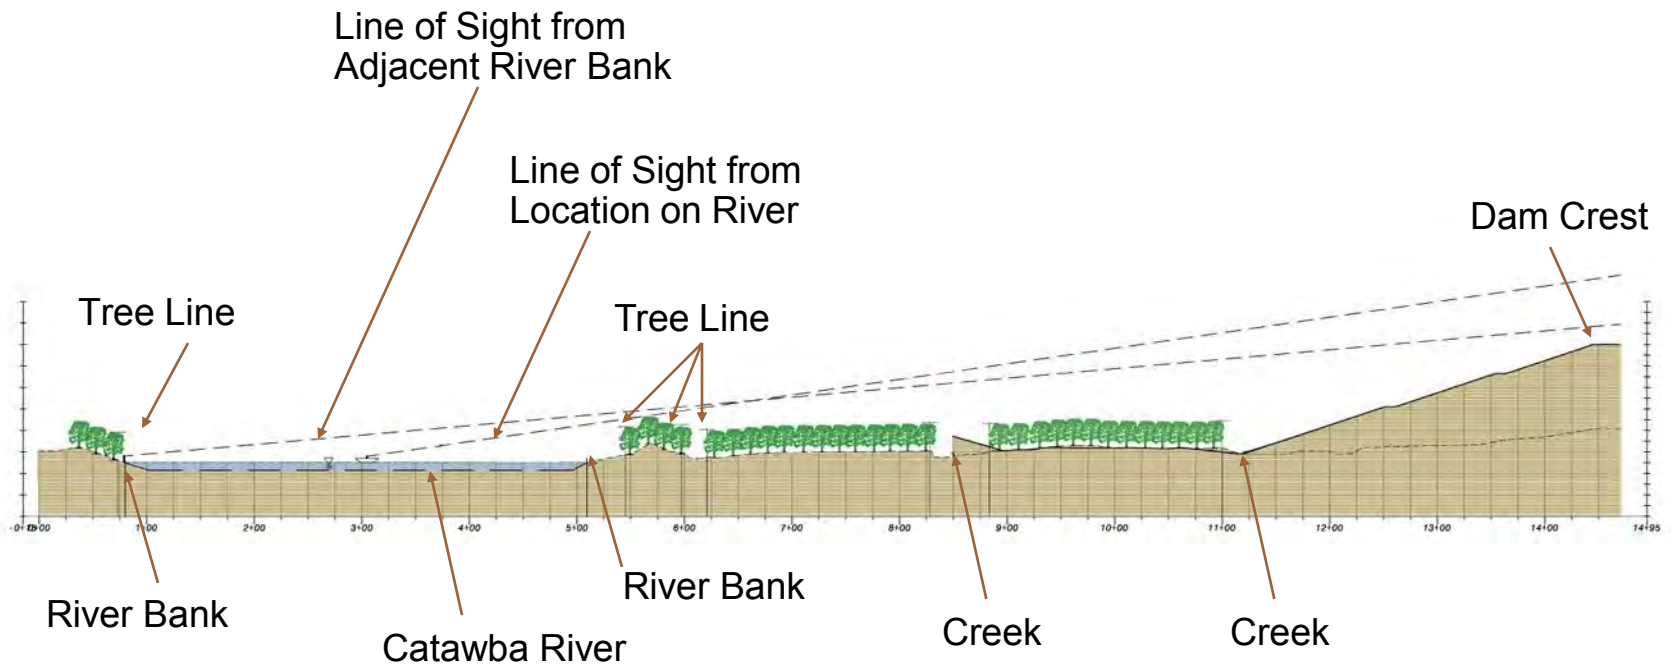 Line of Sight from
Adjacent River Bank
Line of Sight from
Location on River
Dam Crest
Tree Line
Tree Line
1+00
2+00
3+00
4+00
5+00
6+00
7+00
8+00
9+00
10+00
11+00
12+00
13+00
14+00
14+95
River Bank
River Bank
Catawba River
Creek
Creek